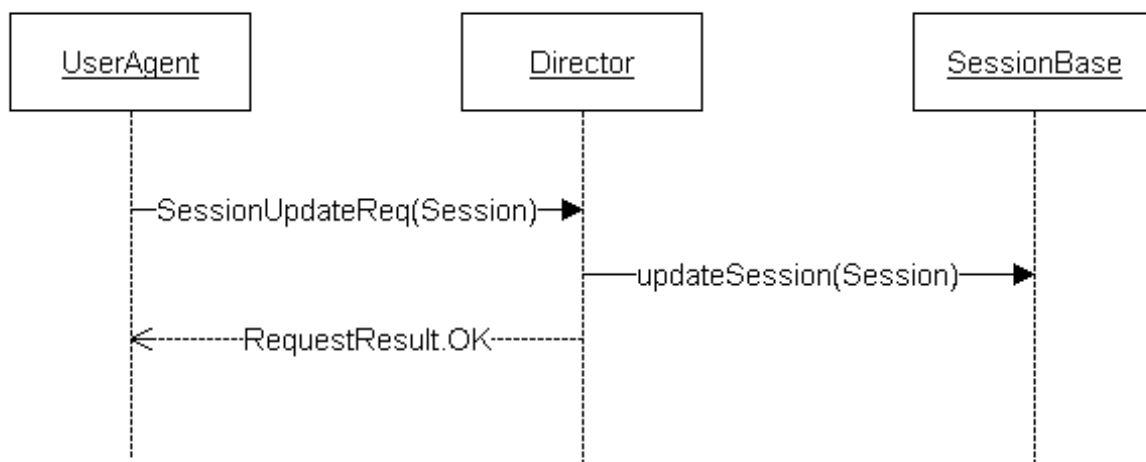 UserAgent
Director
SessionBase
SessionUpdateReq(Session)
updateSession(Session)
RequestResult.OK